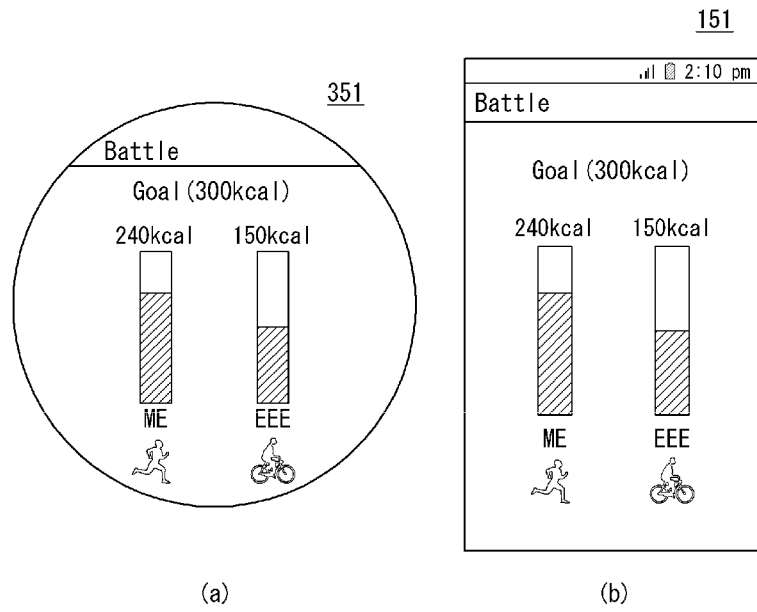 351
Battle
Goal(300kcal)
240kcal 150kcal
ME EEE
(a)
151
2:10 pm
Battle
Goal(300kcal)
240kcal 150kcal
ME EEE
(b)